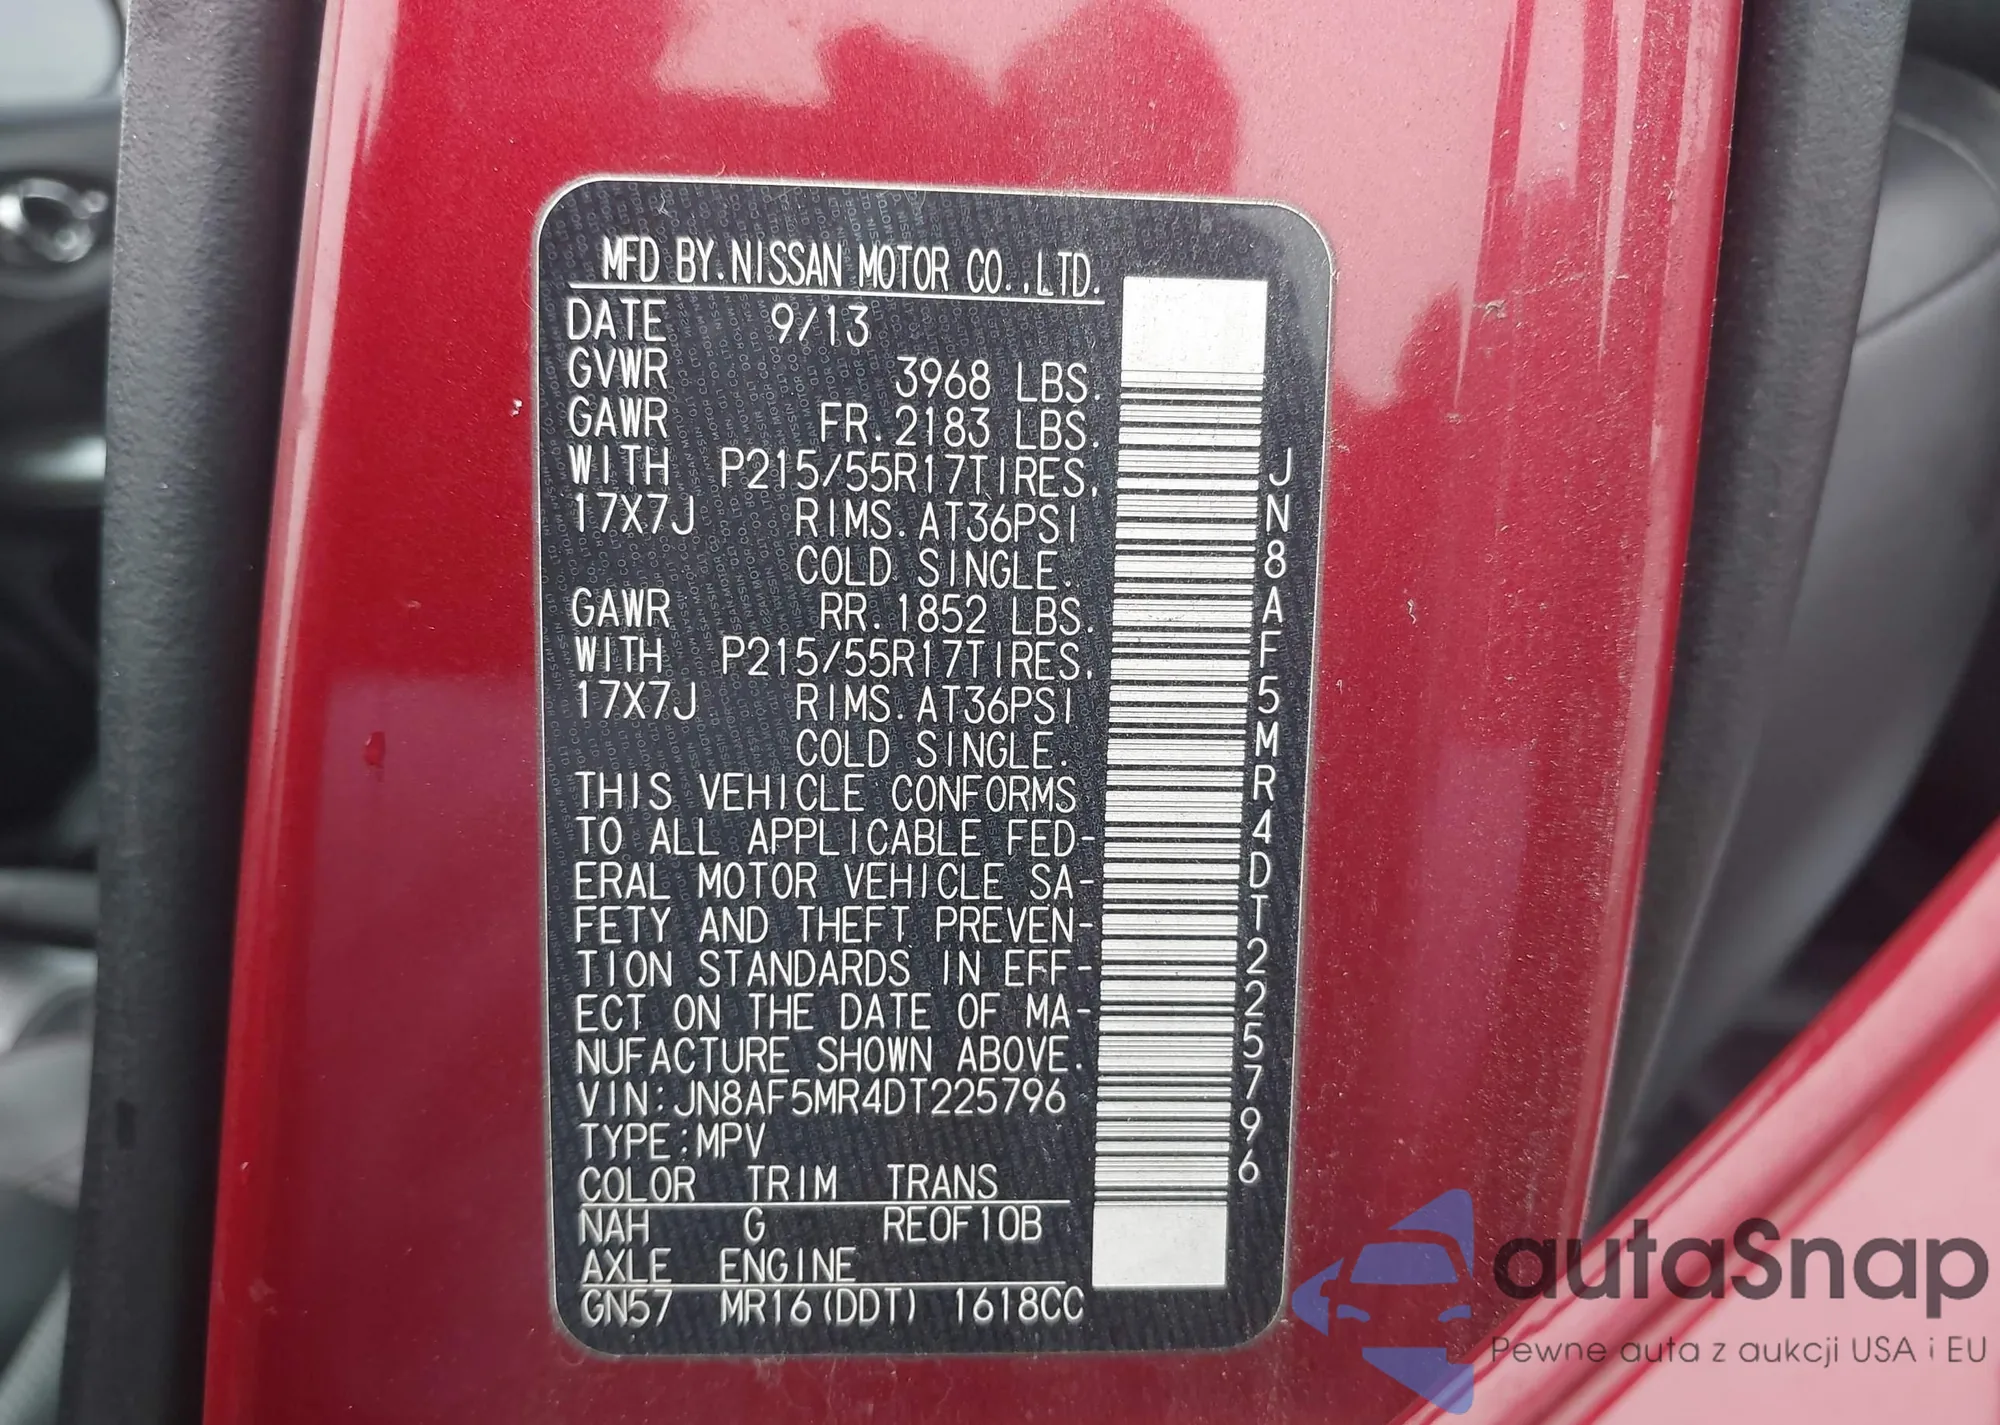 MFD BY.NISSAN MOTOR CO.,LTD.
DATE 9/13
GVWR 3968 LBS.
GAWR FR.2183 LBS.
WITH P215/55R17TIRES,
17X7J RIMS.AT36PSI
COLD SINGLE.
GAWR RR.1852 LBS.
WITH P215/55R17TIRES,
17X7J RIMS.AT36PSI
COLD SINGLE.
THIS VEHICLE CONFORMS
TO ALL APPLICABLE FED-
ERAL MOTOR VEHICLE SA-
FETY AND THEFT PREVEN-
TION STANDARDS IN EFF-
ECT ON THE DATE OF MA-
NUFACTURE SHOWN ABOVE.
VIN:JN8AF5MR4DT225796
TYPE:MPV
COLOR TRIM TRANS
NAH G RE0F10B
AXLE ENGINE
GN57 MR16(DDT) 1618CC
JN8AF5MR4DT225796
autaSnap
Pewne auta z aukcji USA i EU